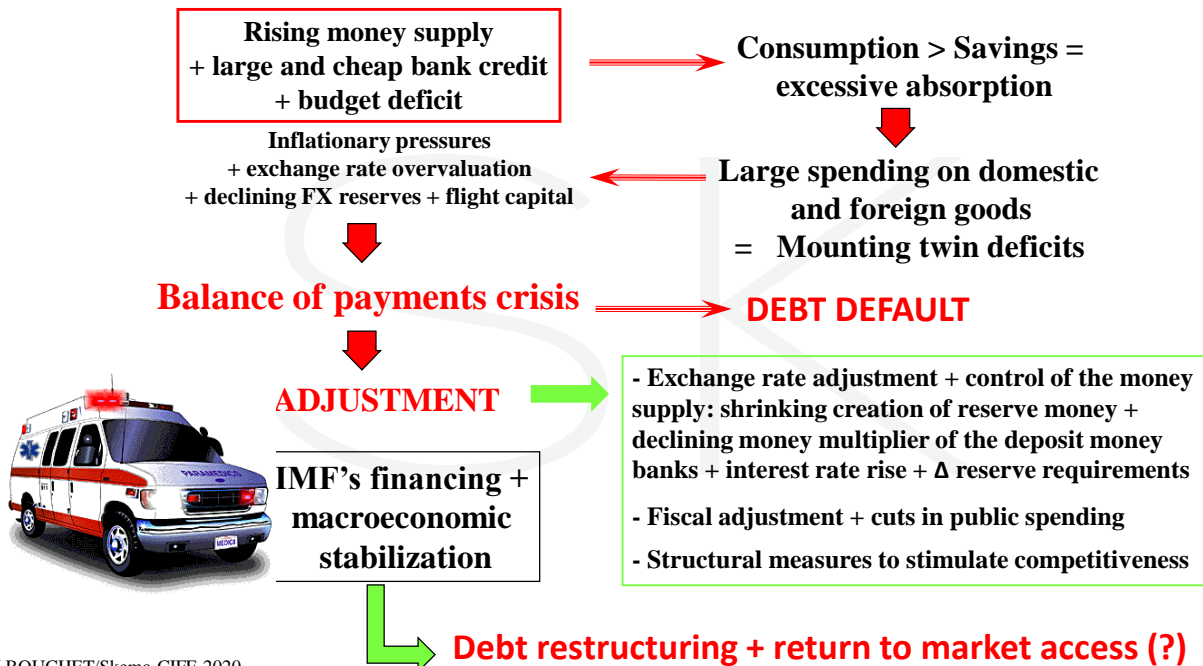 Rising money supply
+ large and cheap bank credit
+ budget deficit
Consumption > Savings =
excessive absorption
Large spending on domestic
and foreign goods
= Mounting twin deficits
Inflationary pressures
+ exchange rate overvaluation
+ declining FX reserves + flight capital
Balance of payments crisis
DEBT DEFAULT
ADJUSTMENT
- Exchange rate adjustment + control of the money
supply: shrinking creation of reserve money +
declining money multiplier of the deposit money
banks + interest rate rise + Δ reserve requirements
- Fiscal adjustment + cuts in public spending
- Structural measures to stimulate competitiveness
PARAMEDICS
MEDICS
IMF's financing +
macroeconomic
stabilization
Debt restructuring + return to market access (?)
SK